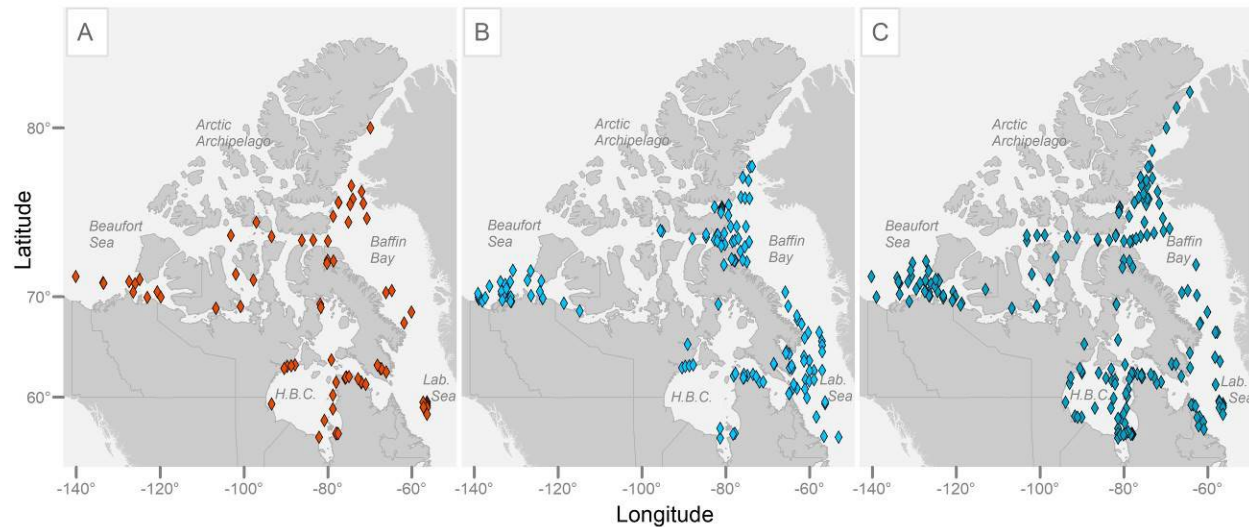 A
B
C
Arctic
Archipelago
Arctic
Archipelago
Arctic
Archipelago
80°
Beaufort
Sea
Baffin
Bay
Beaufort
Sea
Baffin
Bay
Beaufort
Sea
Baffin
Bay
Latitude
70°
60°
H.B.C.
Lab.
Sea
H.B.C.
Lab.
Sea
H.B.C.
Lab.
Sea
-140 -120 -100 -80 -60 -140 -120 -100 -80 -60 -140 -120 -100 -80 -60
Longitude